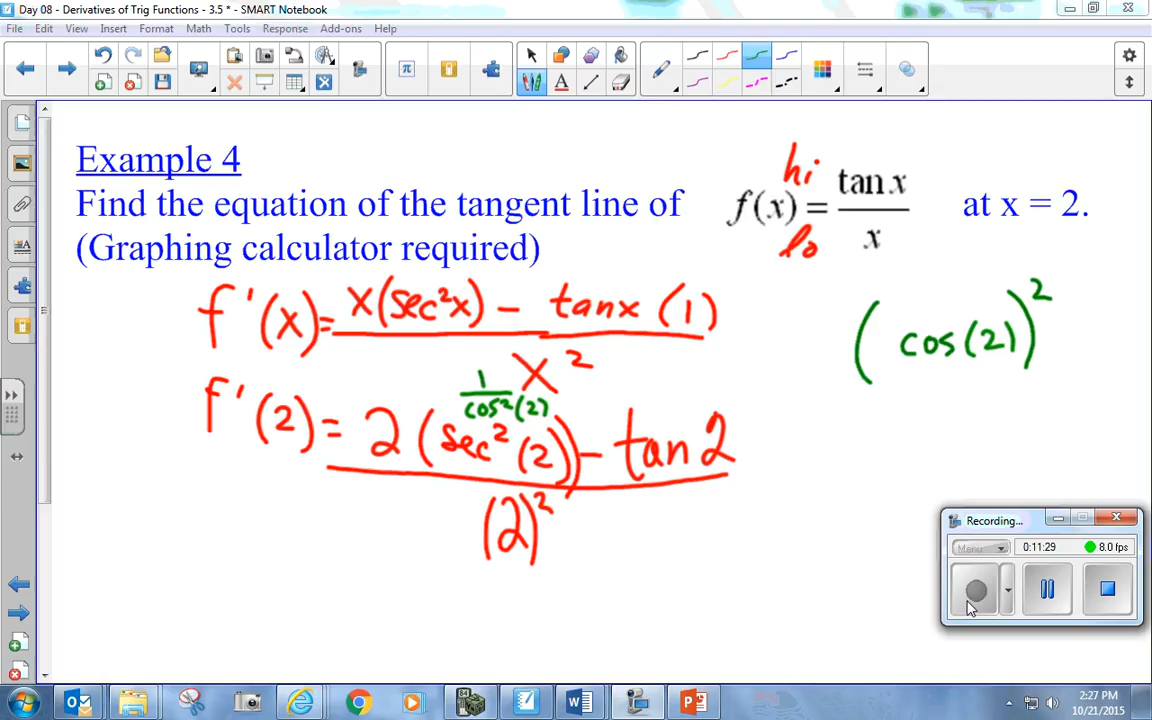 Day 08 - Derivatives of Trig Functions - 3.5 * - SMART Notebook
File Edit View Insert Format Math Tools Response Add-ons Help
Example 4
Find the equation of the tangent line of f(x) = tan x / x at x = 2.
hi
lo
(Graphing calculator required)
f'(x) = x(sec²x) - tanx (1) / x²
(cos(2))²
1/cos²(2)
f'(2) = 2(sec²(2)) - tan 2 / (2)²
Recording...
Menu 0:11:29 8.0 fps
2:27 PM
10/21/2015